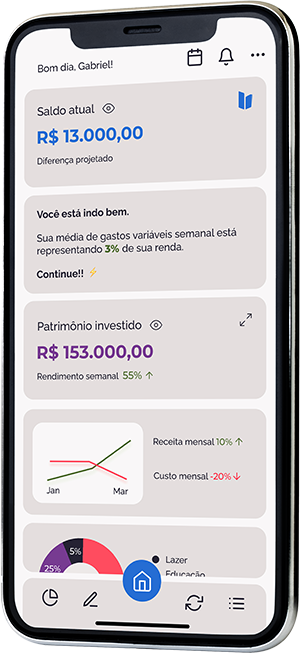 Bom dia, Gabriel!
Saldo atual
R$ 13.000,00
Diferença projetado
Você está indo bem.
Sua média de gastos variáveis semanal está
representando 3% de sua renda.
Continue!! ⚡
Patrimônio investido
R$ 153.000,00
Rendimento semanal 55% ↑
Receita mensal 10% ↑
Custo mensal -20% ↓
Jan Mar
5%
25%
Lazer
Educação